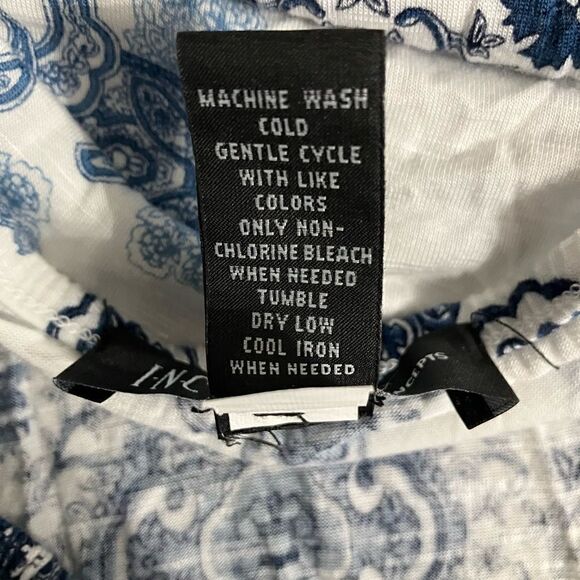 MACHINE WASH
COLD
GENTLE CYCLE
WITH LIKE
COLORS
ONLY NON-
CHLORINE BLEACH
WHEN NEEDED
TUMBLE
DRY LOW
COOL IRON
WHEN NEEDED
I·N·C
NCEPTS